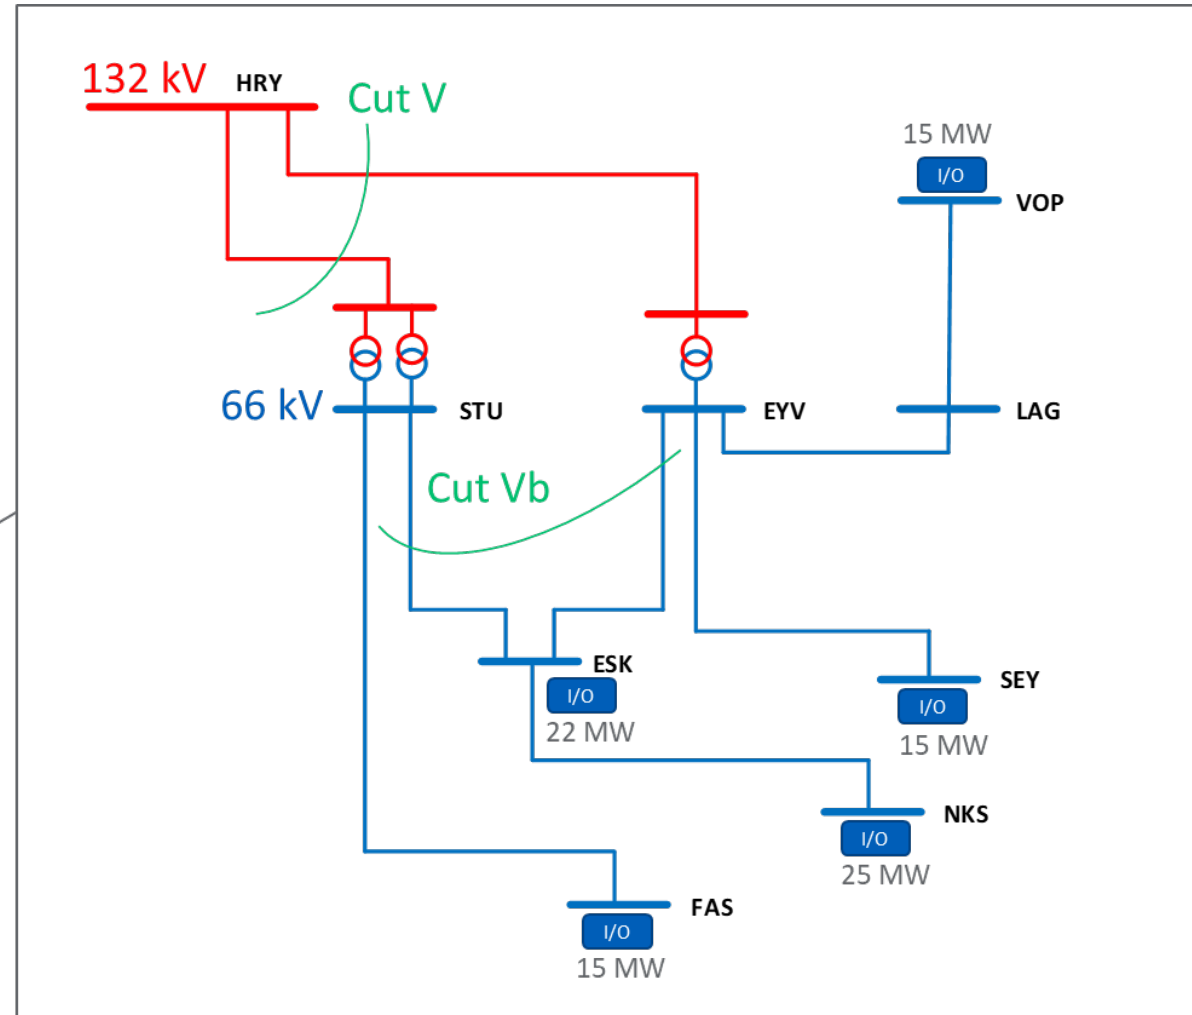 132 kV
HRY
Cut V
15 MW
I/O
VOP
66 kV
STU
EYV
LAG
Cut Vb
ESK
I/O
22 MW
SEY
I/O
15 MW
NKS
I/O
25 MW
FAS
I/O
15 MW